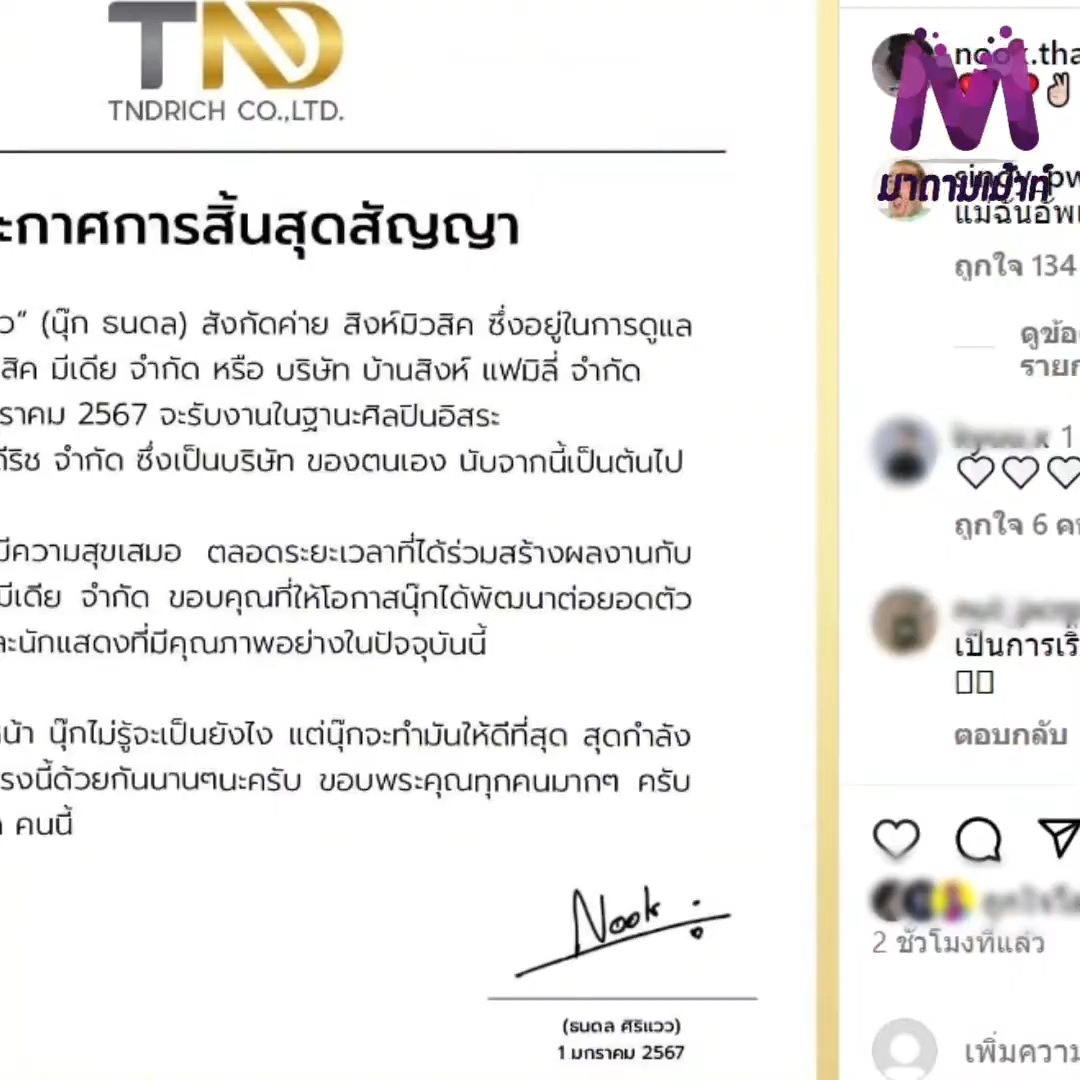 TND
TNDRICH CO.,LTD.
ะกาศการสิ้นสุดสัญญา
ว“ (นุ๊ก ธนดล) สังกัดค่าย สิงห์มิวสิค ซึ่งอยู่ในการดูแล
สิค มีเดีย จำกัด หรือ บริษัท บ้านสิงห์ แฟมิลี่ จำกัด
ราคม 2567 จะรับงานในฐานะศิลปินอิสระ
ดีริช จำกัด ซึ่งเป็นบริษัท ของตนเอง นับจากนี้เป็นต้นไป
มีความสุขเสมอ ตลอดระยะเวลาที่ได้ร่วมสร้างผลงานกับ
มีเดีย จำกัด ขอบคุณที่ให้โอกาสนุ๊กได้พัฒนาต่อยอดตัว
ละนักแสดงที่มีคุณภาพอย่างในปัจจุบันนี้
หน้า นุ๊กไม่รู้จะเป็นยังไง แต่นุ๊กจะทำมันให้ดีที่สุด สุดกำลัง
รงนี้ด้วยกันนานๆนะครับ ขอบพระคุณทุกคนมากๆ ครับ
คนนี้
Nook
(ธนดล ศิริแวว)
1 มกราคม 2567
nook.tha
M
มาดามเม้าท์
sindy_pw
แม่ฉันอัพ
ถูกใจ 134
ดูข้อ
รายก
1
ถูกใจ 6 ค
เป็นการเริ
ตอบกลับ
2 ชั่วโมงที่แล้ว
เพิ่มความ